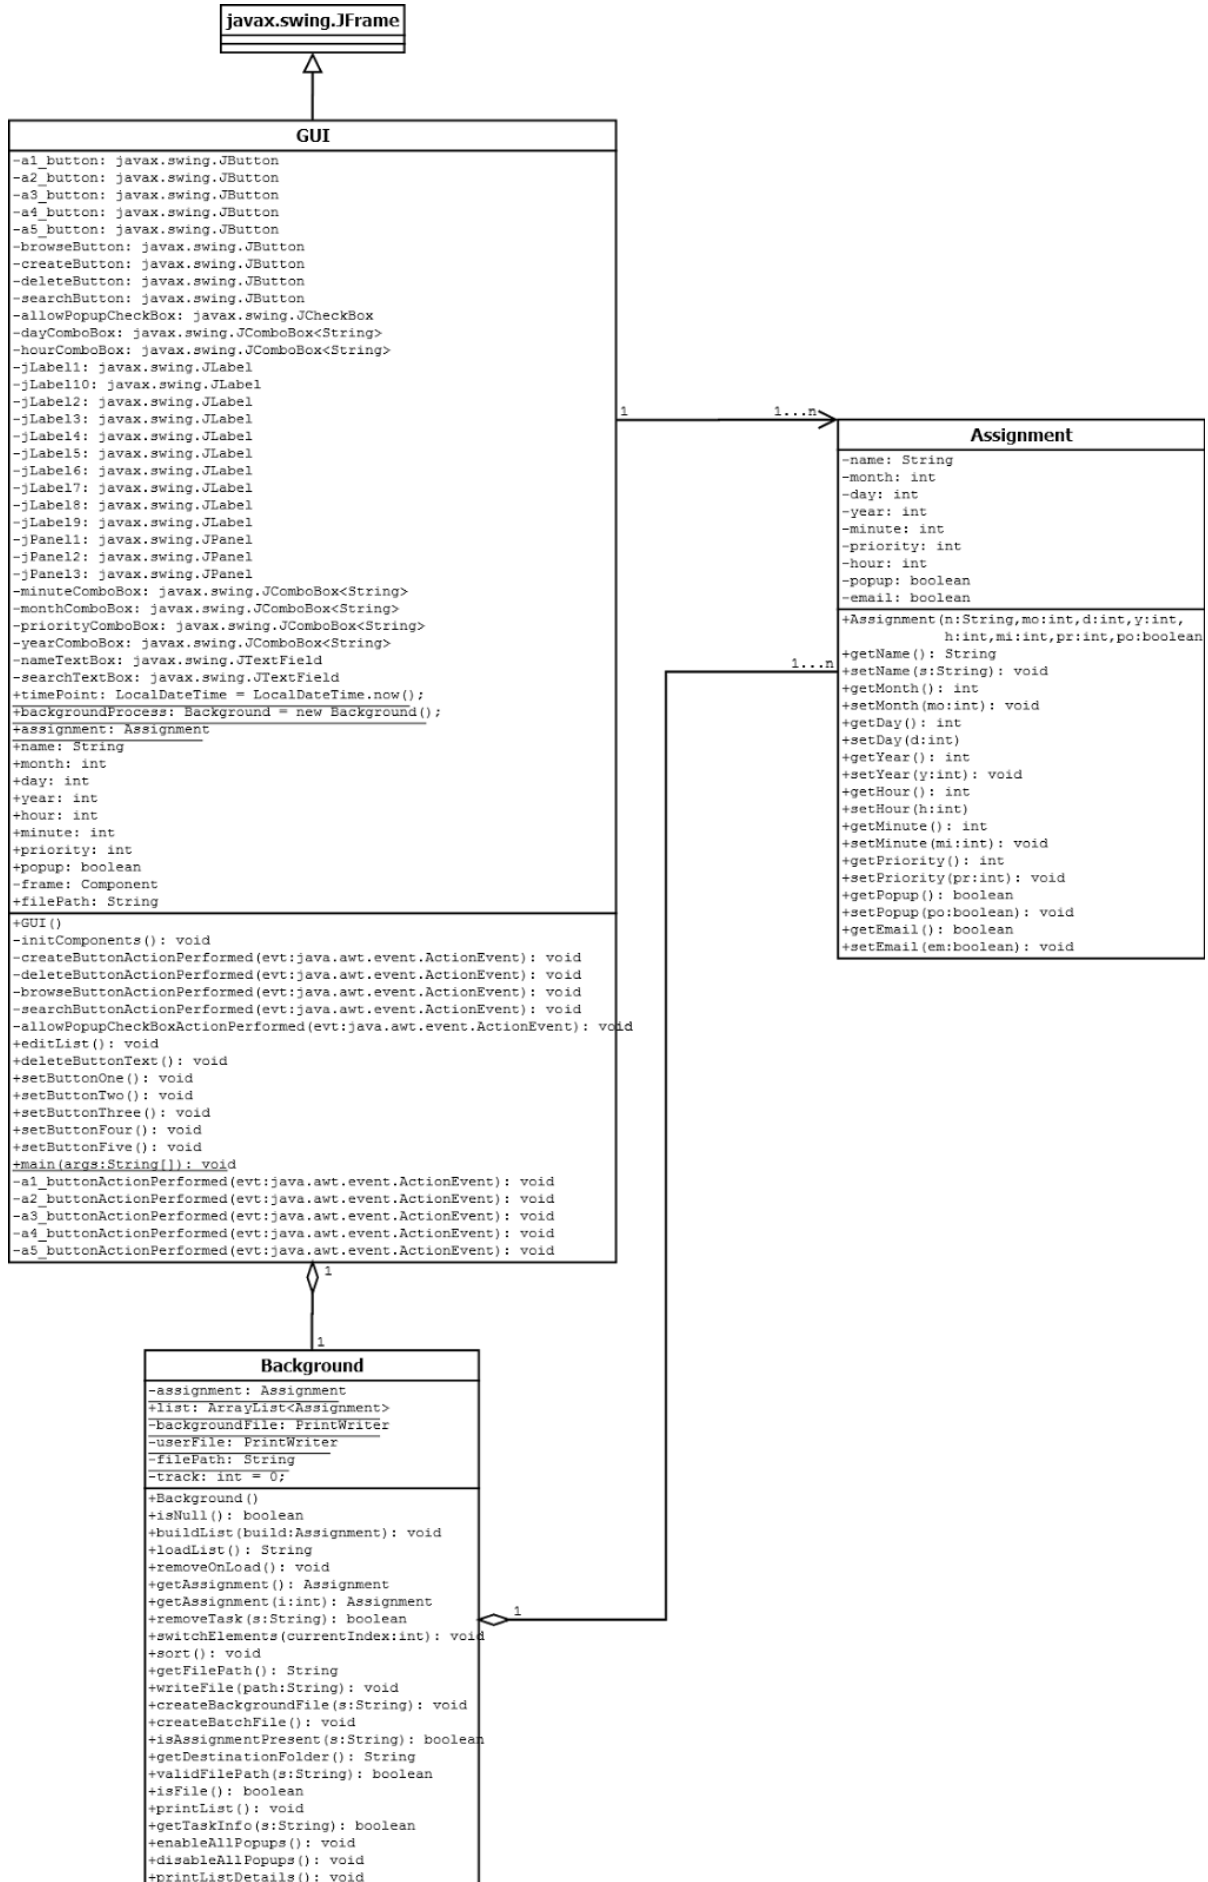 javax.swing.JFrame
GUI
-a1_button: javax.swing.JButton
-a2_button: javax.swing.JButton
-a3_button: javax.swing.JButton
-a4_button: javax.swing.JButton
-a5_button: javax.swing.JButton
-browseButton: javax.swing.JButton
-createButton: javax.swing.JButton
-deleteButton: javax.swing.JButton
-searchButton: javax.swing.JButton
-allowPopupCheckBox: javax.swing.JCheckBox
-dayComboBox: javax.swing.JComboBox<String>
-hourComboBox: javax.swing.JComboBox<String>
-jLabel1: javax.swing.JLabel
-jLabel10: javax.swing.JLabel
-jLabel2: javax.swing.JLabel
-jLabel3: javax.swing.JLabel
-jLabel4: javax.swing.JLabel
-jLabel5: javax.swing.JLabel
-jLabel6: javax.swing.JLabel
-jLabel7: javax.swing.JLabel
-jLabel8: javax.swing.JLabel
-jLabel9: javax.swing.JLabel
-jPanel1: javax.swing.JPanel
-jPanel2: javax.swing.JPanel
-jPanel3: javax.swing.JPanel
-minuteComboBox: javax.swing.JComboBox<String>
-monthComboBox: javax.swing.JComboBox<String>
-priorityComboBox: javax.swing.JComboBox<String>
-yearComboBox: javax.swing.JComboBox<String>
-nameTextBox: javax.swing.JTextField
-searchTextBox: javax.swing.JTextField
+timePoint: LocalDateTime = LocalDateTime.now();
+backgroundProcess: Background = new Background();
+assignment: Assignment
+name: String
+month: int
+day: int
+year: int
+hour: int
+minute: int
+priority: int
+popup: boolean
-frame: Component
+filePath: String
+GUI()
-initComponents(): void
-createButtonActionPerformed(evt:java.awt.event.ActionEvent): void
-deleteButtonActionPerformed(evt:java.awt.event.ActionEvent): void
-browseButtonActionPerformed(evt:java.awt.event.ActionEvent): void
-searchButtonActionPerformed(evt:java.awt.event.ActionEvent): void
-allowPopupCheckBoxActionPerformed(evt:java.awt.event.ActionEvent): void
+editList(): void
+deleteButtonText(): void
+setButtonOne(): void
+setButtonTwo(): void
+setButtonThree(): void
+setButtonFour(): void
+setButtonFive(): void
+main(args:String[]): void
-a1_buttonActionPerformed(evt:java.awt.event.ActionEvent): void
-a2_buttonActionPerformed(evt:java.awt.event.ActionEvent): void
-a3_buttonActionPerformed(evt:java.awt.event.ActionEvent): void
-a4_buttonActionPerformed(evt:java.awt.event.ActionEvent): void
-a5_buttonActionPerformed(evt:java.awt.event.ActionEvent): void
1
1...n
Assignment
-name: String
-month: int
-day: int
-year: int
-minute: int
-priority: int
-hour: int
-popup: boolean
-email: boolean
+Assignment(n:String,mo:int,d:int,y:int,
h:int,mi:int,pr:int,po:boolean
+getName(): String
+setName(s:String): void
+getMonth(): int
+setMonth(mo:int): void
+getDay(): int
+setDay(d:int)
+getYear(): int
+setYear(y:int): void
+getHour(): int
+setHour(h:int)
+getMinute(): int
+setMinute(mi:int): void
+getPriority(): int
+setPriority(pr:int): void
+getPopup(): boolean
+setPopup(po:boolean): void
+getEmail(): boolean
+setEmail(em:boolean): void
1...n
1
1
1
Background
-assignment: Assignment
+list: ArrayList<Assignment>
-backgroundFile: PrintWriter
-userFile: PrintWriter
-filePath: String
-track: int = 0;
+Background()
+isNull(): boolean
+buildList(build:Assignment): void
+loadList(): String
+removeOnLoad(): void
+getAssignment(): Assignment
+getAssignment(i:int): Assignment
+removeTask(s:String): boolean
+switchElements(currentIndex:int): void
+sort(): void
+getFilePath(): String
+writeFile(path:String): void
+createBackgroundFile(s:String): void
+createBatchFile(): void
+isAssignmentPresent(s:String): boolean
+getDestinationFolder(): String
+validFilePath(s:String): boolean
+isFile(): boolean
+printList(): void
+getTaskInfo(s:String): boolean
+enableAllPopups(): void
+disableAllPopups(): void
+printListDetails(): void